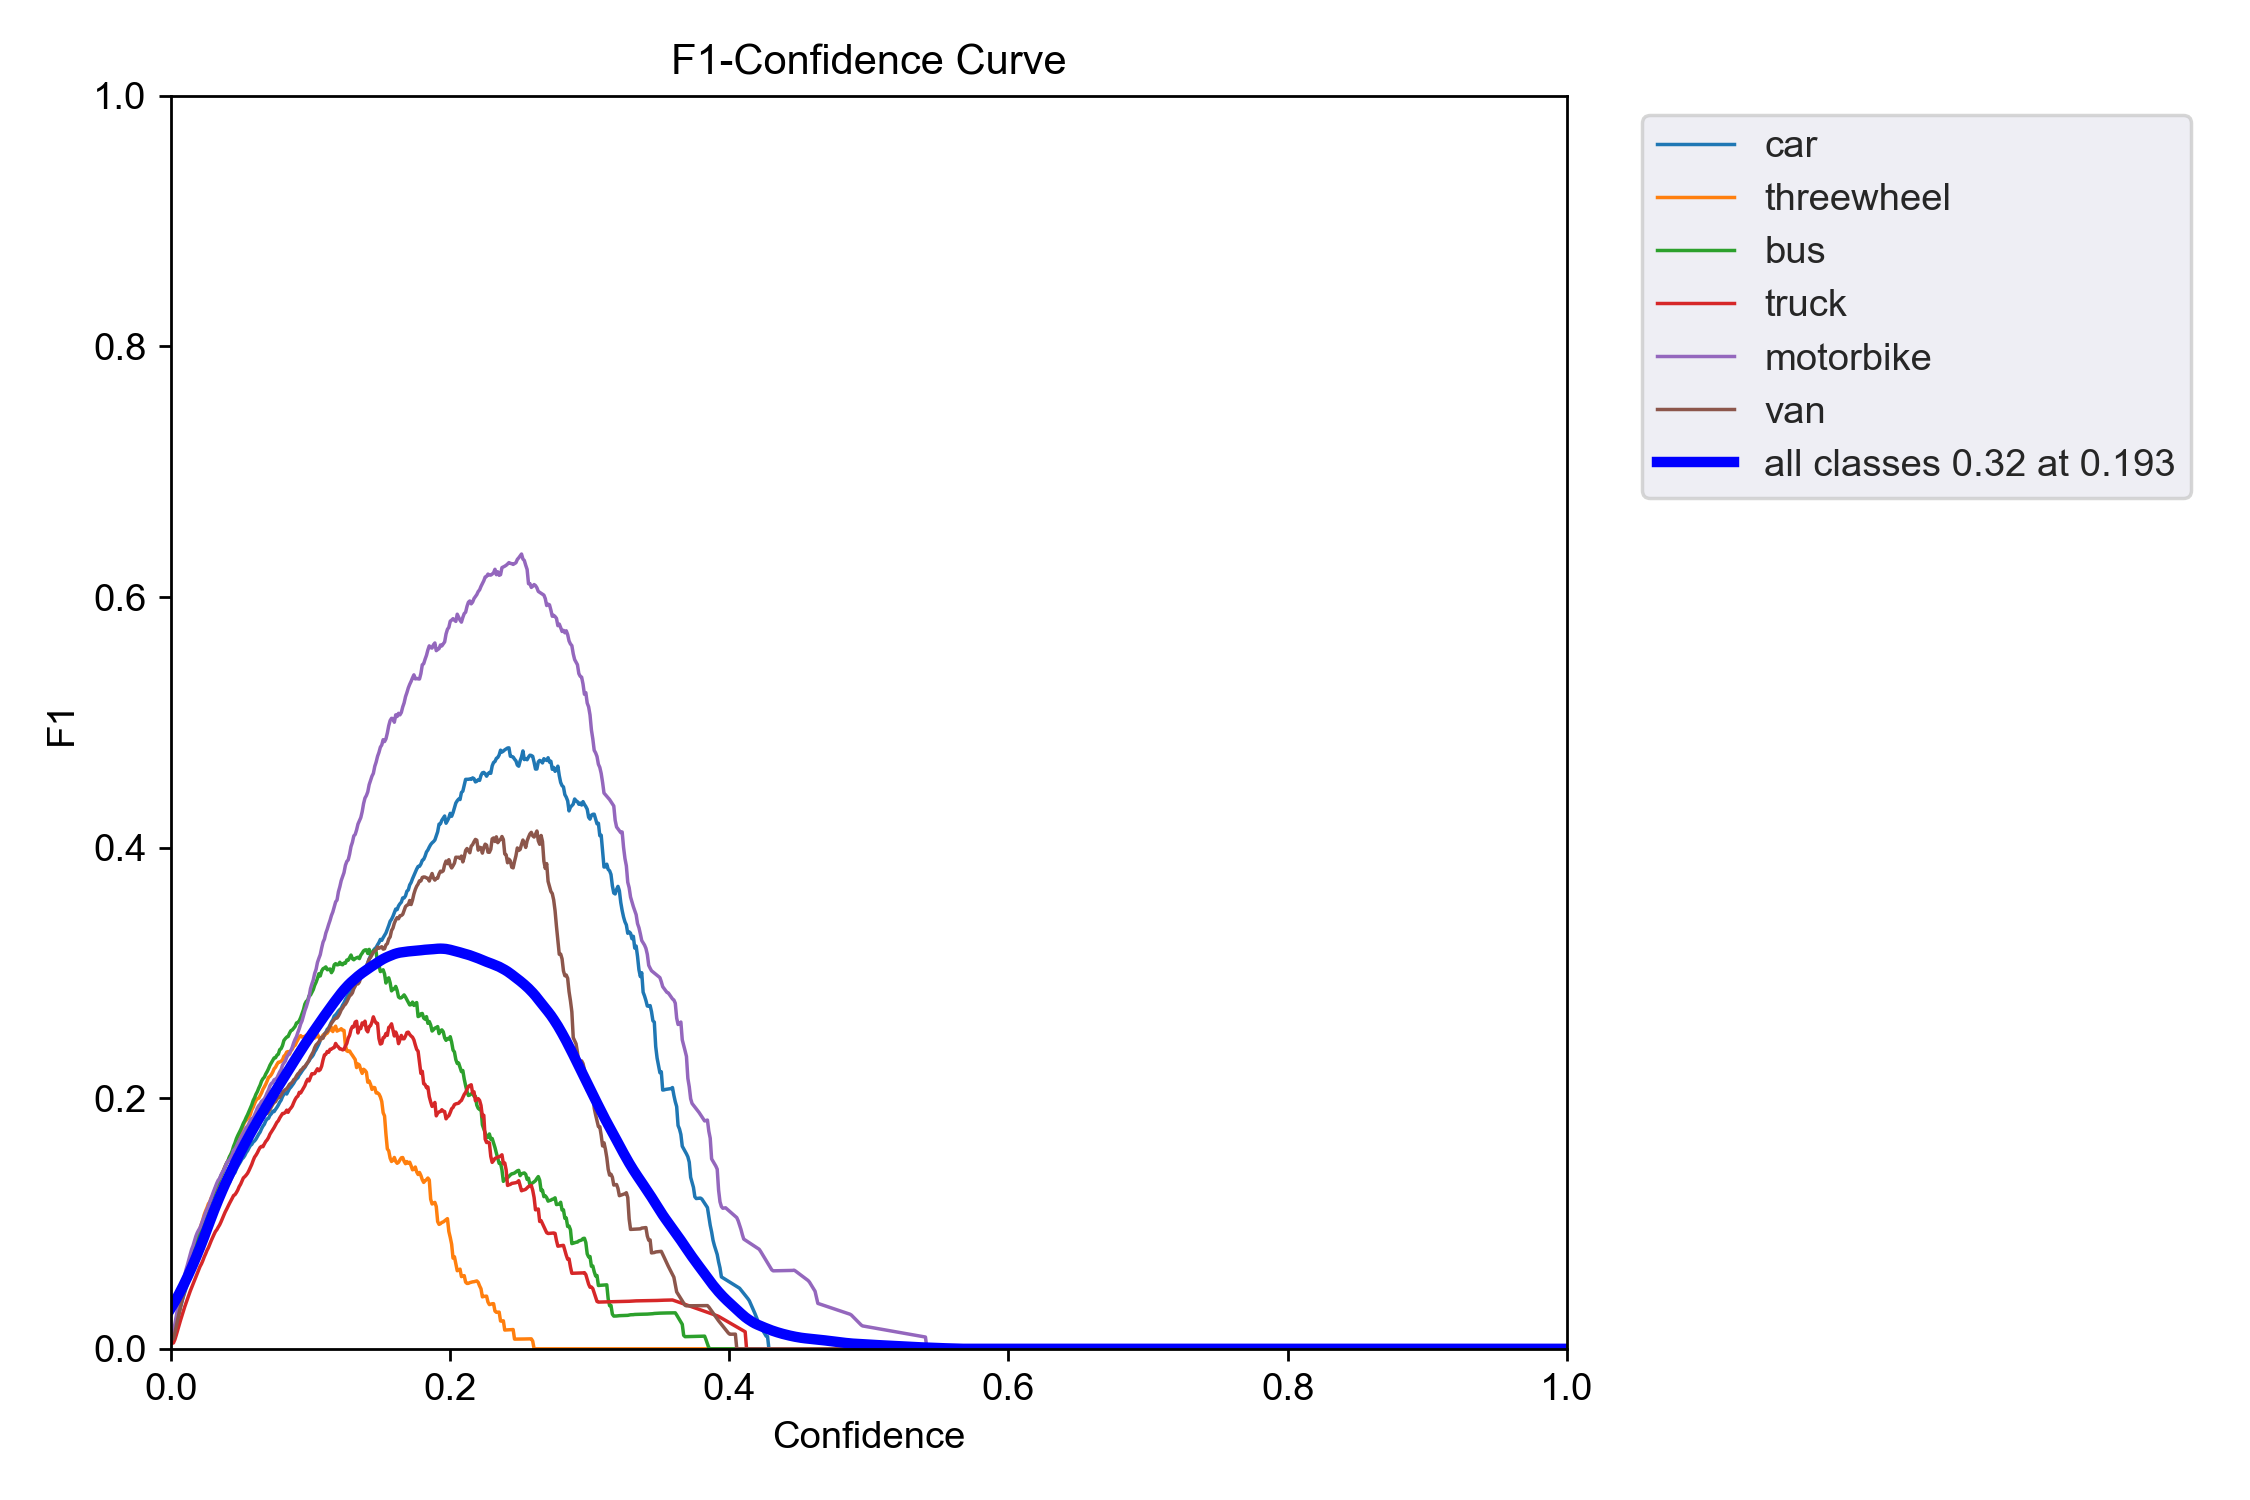 F1-Confidence Curve
1.0
0.8
0.6
0.4
0.2
0.0
F1
0.0 0.2 0.4 0.6 0.8 1.0
Confidence
car
threewheel
bus
truck
motorbike
van
all classes 0.32 at 0.193